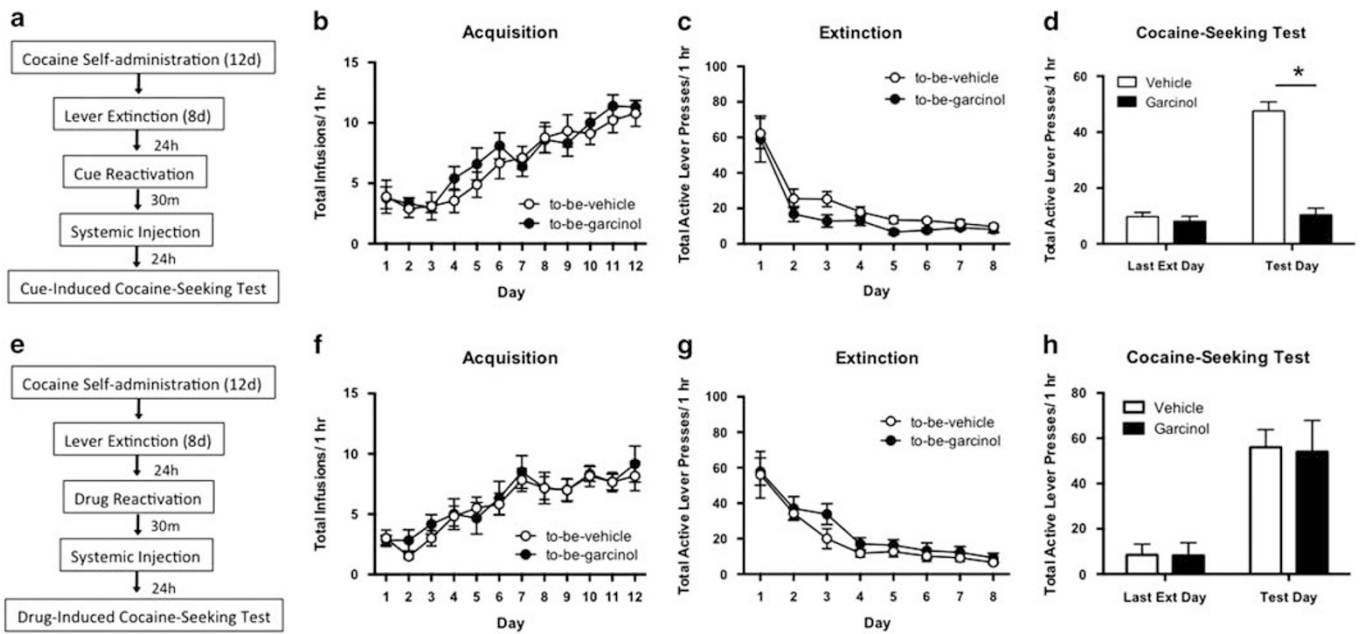 a
Cocaine Self-administration (12d)
Lever Extinction (8d)
24h
Cue Reactivation
30m
Systemic Injection
24h
Cue-Induced Cocaine-Seeking Test
b
Acquisition
Total Infusions/ 1 hr
15
10
5
0
to-be-vehicle
to-be-garcinol
1 2 3 4 5 6 7 8 9 10 11 12
Day
c
Extinction
Total Active Lever Presses/ 1 hr
100
80
60
40
20
0
to-be-vehicle
to-be-garcinol
1 2 3 4 5 6 7 8
Day
d
Cocaine-Seeking Test
Total Active Lever Presses/ 1 hr
60
40
20
0
Vehicle
Garcinol
*
Last Ext Day Test Day
e
Cocaine Self-administration (12d)
Lever Extinction (8d)
24h
Drug Reactivation
30m
Systemic Injection
24h
Drug-Induced Cocaine-Seeking Test
f
Acquisition
Total Infusions/ 1 hr
15
10
5
0
to-be-vehicle
to-be-garcinol
1 2 3 4 5 6 7 8 9 10 11 12
Day
g
Extinction
Total Active Lever Presses/ 1 hr
100
80
60
40
20
0
to-be-vehicle
to-be-garcinol
1 2 3 4 5 6 7 8
Day
h
Cocaine-Seeking Test
Total Active Lever Presses/ 1 hr
80
60
40
20
0
Vehicle
Garcinol
Last Ext Day Test Day